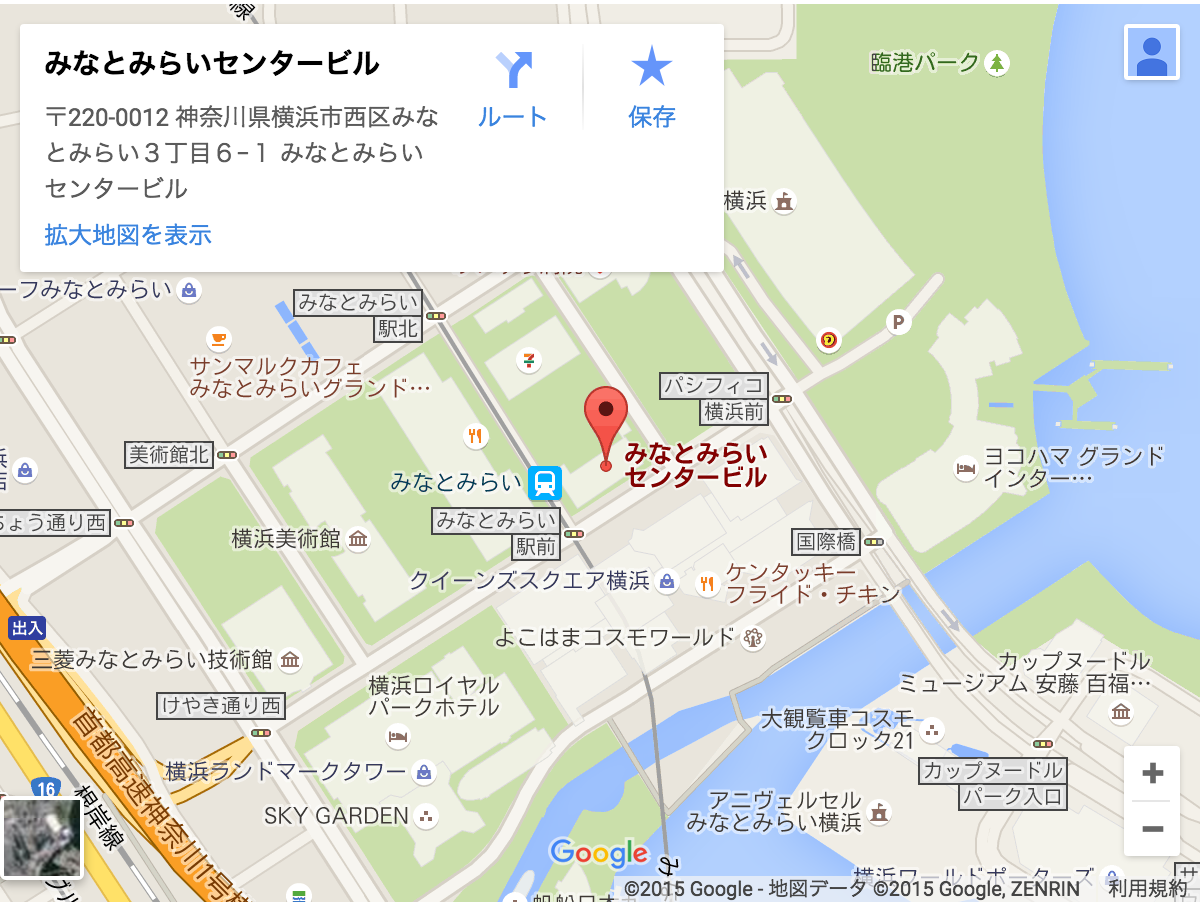 みなとみらいセンタービル
〒220-0012 神奈川県横浜市西区みな
とみらい３丁目６−１ みなとみらい
センタービル
拡大地図を表示
ルート
保存
臨港パーク
横浜
ーフみなとみらい
みなとみらい
駅北
サンマルクカフェ
みなとみらいグランド…
パシフィコ
横浜前
P
美術館北
みなとみらい
みなとみらい
センタービル
ヨコハマ グランド
インター…
ちょう通り西
横浜美術館
みなとみらい
駅前
国際橋
クイーンズスクエア横浜
ケンタッキー
フライド・チキン
出入
よこはまコスモワールド
三菱みなとみらい技術館
カップヌードル
ミュージアム 安藤 百福…
けやき通り西
横浜ロイヤル
パークホテル
大観覧車コスモ
クロック21
首都高速神奈川1号横
横浜ランドマークタワー
カップヌードル
パーク入口
16
根岸線
SKY GARDEN
アニヴェルセル
みなとみらい横浜
+
−
Google
み
横浜ワールドポーターズ
©2015 Google - 地図データ ©2015 Google, ZENRIN
利用規約